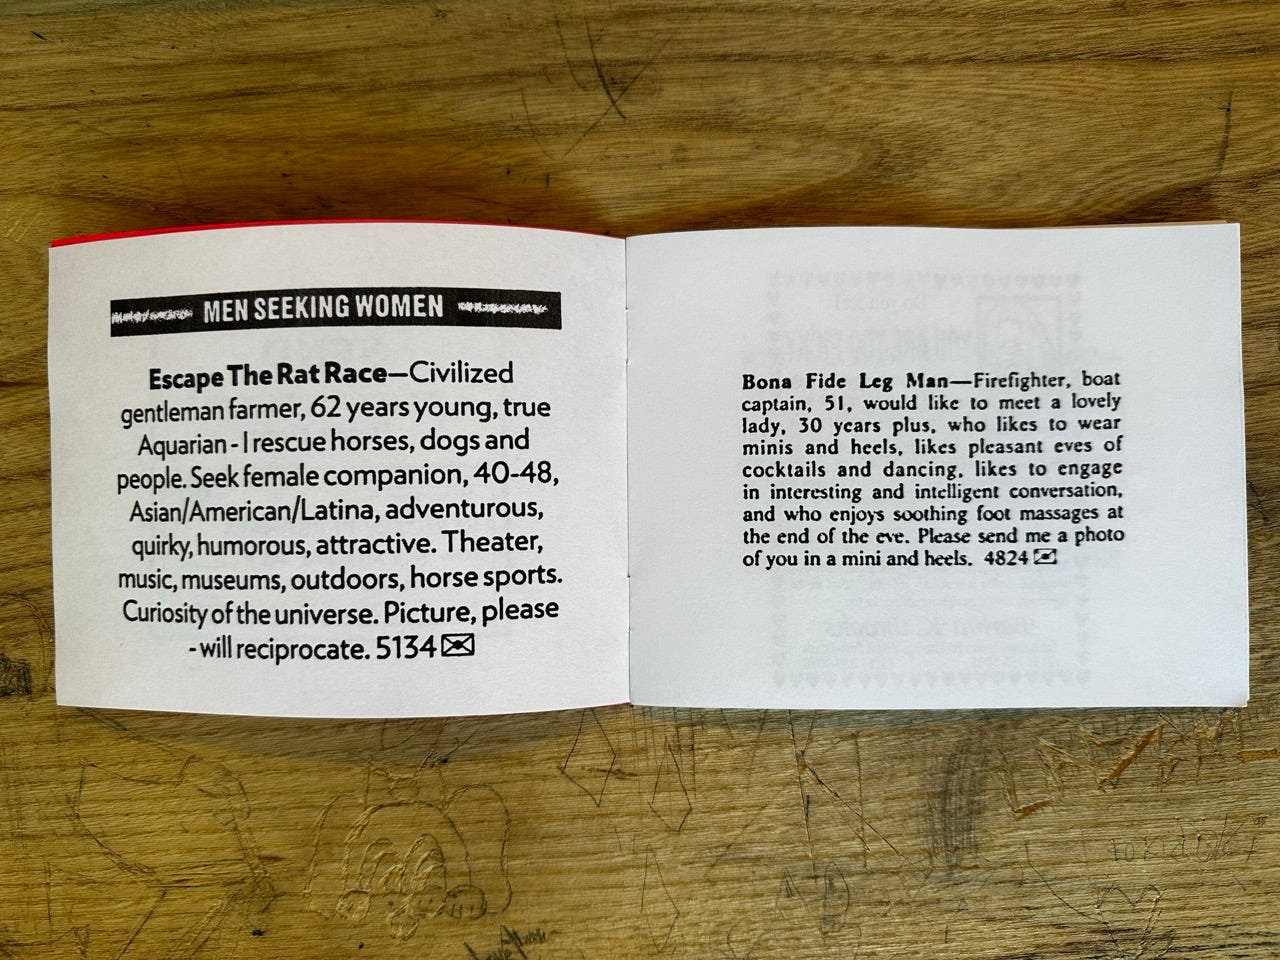 MEN SEEKING WOMEN
Escape The Rat Race—Civilized
gentleman farmer, 62 years young, true
Aquarian - I rescue horses, dogs and
people. Seek female companion, 40-48,
Asian/American/Latina, adventurous,
quirky, humorous, attractive. Theater,
music, museums, outdoors, horse sports.
Curiosity of the universe. Picture, please
- will reciprocate. 5134
Bona Fide Leg Man—Firefighter, boat
captain, 51, would like to meet a lovely
lady, 30 years plus, who likes to wear
minis and heels, likes pleasant eves of
cocktails and dancing, likes to engage
in interesting and intelligent conversation,
and who enjoys soothing foot massages at
the end of the eve. Please send me a photo
of you in a mini and heels. 4824